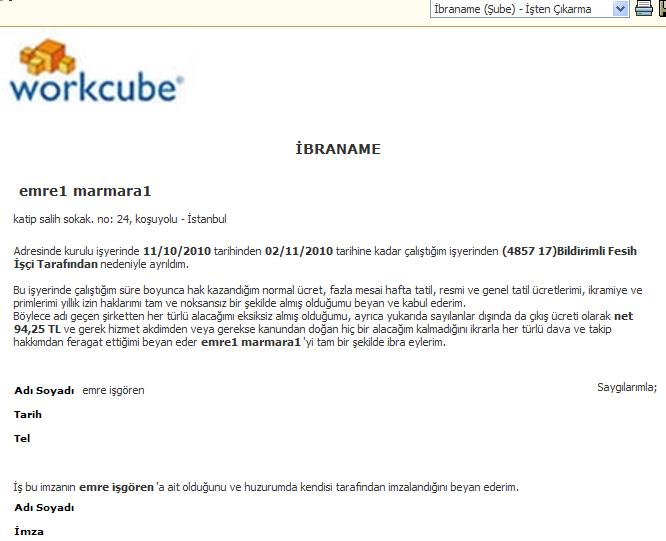 İbraname (Şube) - İşten Çıkarma
workcube®
İBRANAME
emre1 marmara1
katip salih sokak. no: 24, koşuyolu - İstanbul
Adresinde kurulu işyerinde 11/10/2010 tarihinden 02/11/2010 tarihine kadar çalıştığım işyerinden (4857 17)Bildirimli Fesih
İşçi Tarafından nedeniyle ayrıldım.
Bu işyerinde çalıştığım süre boyunca hak kazandığım normal ücret, fazla mesai hafta tatil, resmi ve genel tatil ücretlerimi, ikramiye ve
primlerimi yıllık izin haklarımı tam ve noksansız bir şekilde almış olduğumu beyan ve kabul ederim.
Böylece adı geçen şirketten her türlü alacağımı eksiksiz almış olduğumu, ayrıca yukarıda sayılanlar dışında da çıkış ücreti olarak net
94,25 TL ve gerek hizmet akdimden veya gerekse kanundan doğan hiç bir alacağım kalmadığını ikrarla her türlü dava ve takip
hakkımdan feragat ettiğimi beyan eder emre1 marmara1 'yi tam bir şekilde ibra eylerim.
Adı Soyadı emre işgören
Saygılarımla;
Tarih
Tel
İş bu imzanın emre işgören 'a ait olduğunu ve huzurumda kendisi tarafından imzalandığını beyan ederim.
Adı Soyadı
İmza